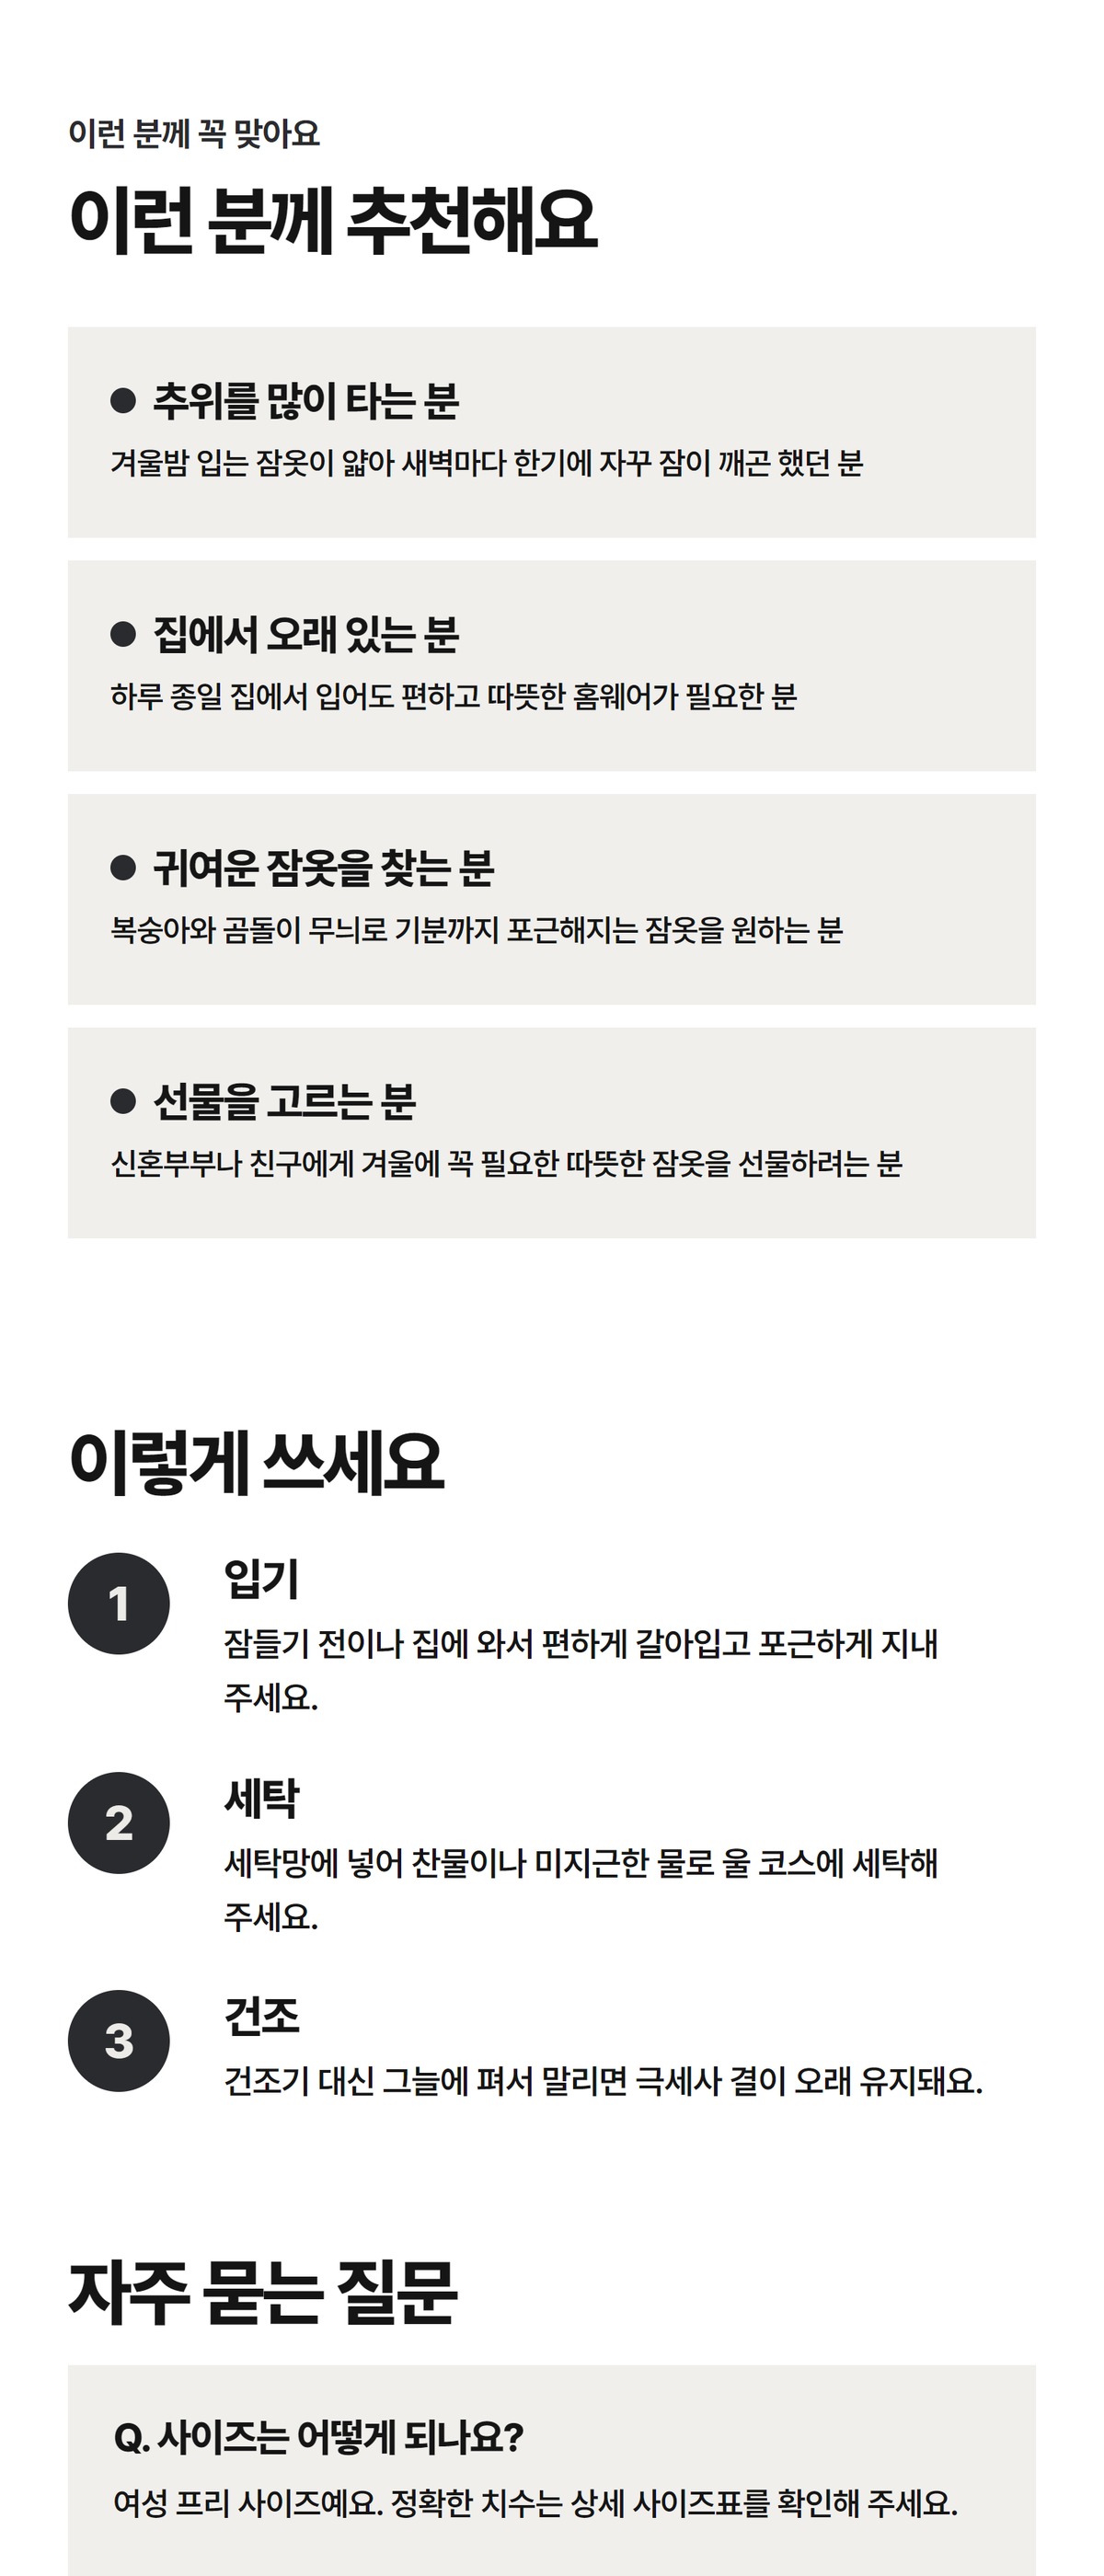 이런 분께 꼭 맞아요
이런 분께 추천해요
추위를 많이 타는 분
겨울밤 입는 잠옷이 얇아 새벽마다 한기에 자꾸 잠이 깨곤 했던 분
집에서 오래 있는 분
하루 종일 집에서 입어도 편하고 따뜻한 홈웨어가 필요한 분
귀여운 잠옷을 찾는 분
복숭아와 곰돌이 무늬로 기분까지 포근해지는 잠옷을 원하는 분
선물을 고르는 분
신혼부부나 친구에게 겨울에 꼭 필요한 따뜻한 잠옷을 선물하려는 분
이렇게 쓰세요
1
입기
잠들기 전이나 집에 와서 편하게 갈아입고 포근하게 지내
주세요.
2
세탁
세탁망에 넣어 찬물이나 미지근한 물로 울 코스에 세탁해
주세요.
3
건조
건조기 대신 그늘에 펴서 말리면 극세사 결이 오래 유지돼요.
자주 묻는 질문
Q. 사이즈는 어떻게 되나요?
여성 프리 사이즈예요. 정확한 치수는 상세 사이즈표를 확인해 주세요.